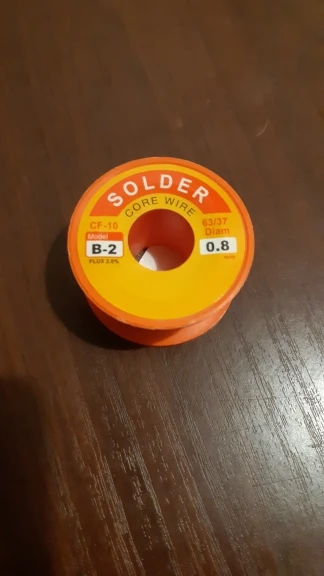 SOLDER
CORE WIRE
CF-10
63/37
Model
Diam
B-2
0.8
FLUX 2.0%